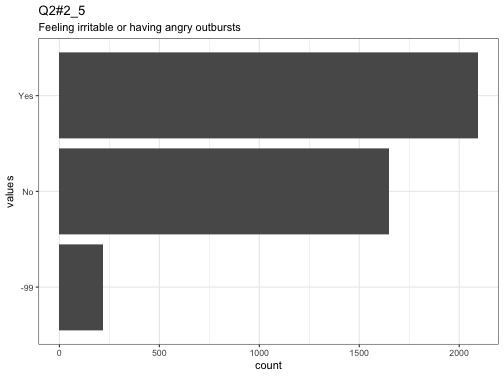 Q2#2_5
Feeling irritable or having angry outbursts
Yes
No
-99
values
0
500
1000
1500
2000
count